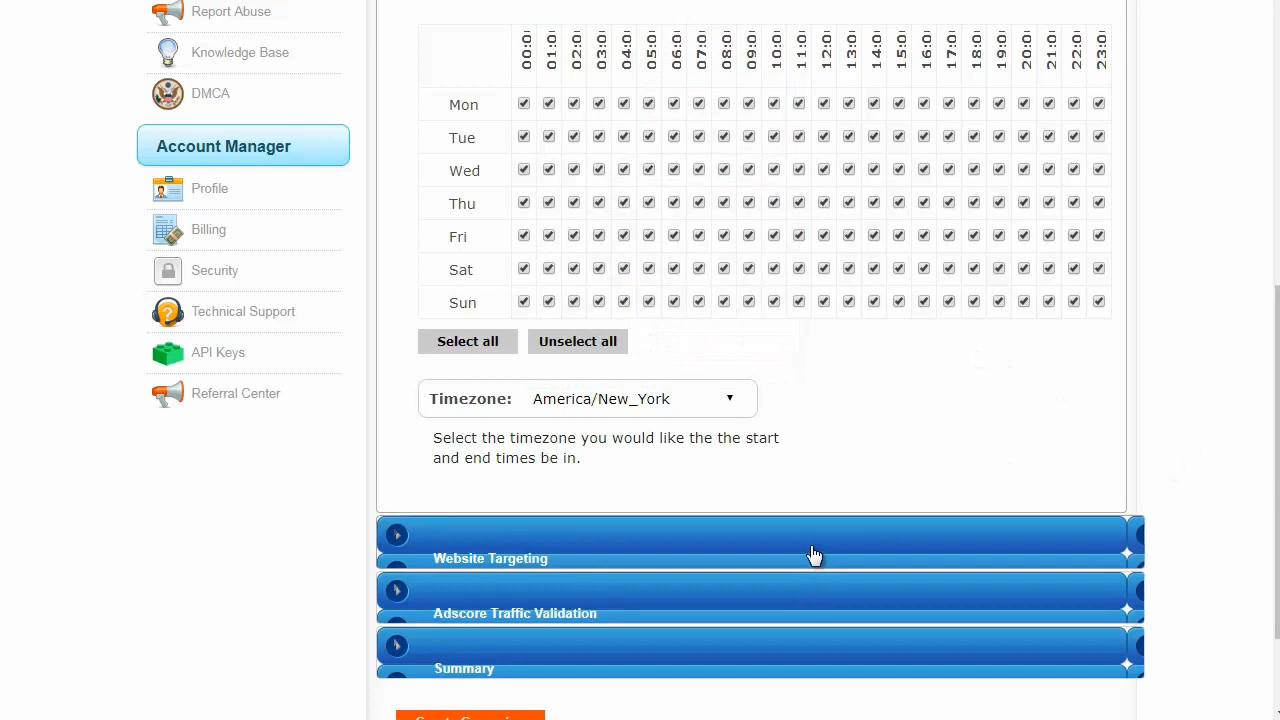 Report Abuse
Knowledge Base
DMCA
Account Manager
Profile
Billing
Security
Technical Support
API Keys
Referral Center
00:0 01:0 02:0 03:0 04:0 05:0 06:0 07:0 08:0 09:0 10:0 11:0 12:0 13:0 14:0 15:0 16:0 17:0 18:0 19:0 20:0 21:0 22:0 23:0
Mon
Tue
Wed
Thu
Fri
Sat
Sun
Select all Unselect all
Timezone: America/New_York
Select the timezone you would like the the start
and end times be in.
Website Targeting
Adscore Traffic Validation
Summary